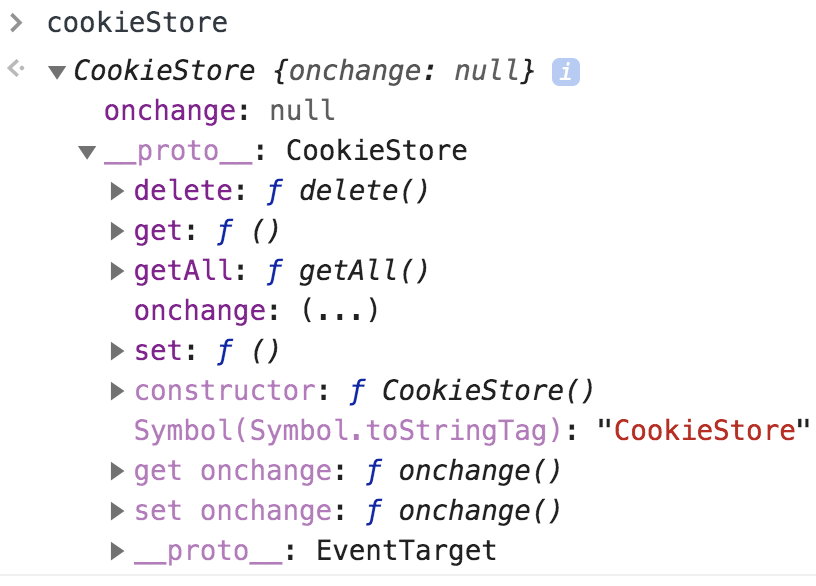 cookieStore
CookieStore {onchange: null} i
onchange: null
__proto__: CookieStore
delete: ƒ delete()
get: ƒ ()
getAll: ƒ getAll()
onchange: (...)
set: ƒ ()
constructor: ƒ CookieStore()
Symbol(Symbol.toStringTag): "CookieStore"
get onchange: ƒ onchange()
set onchange: ƒ onchange()
__proto__: EventTarget